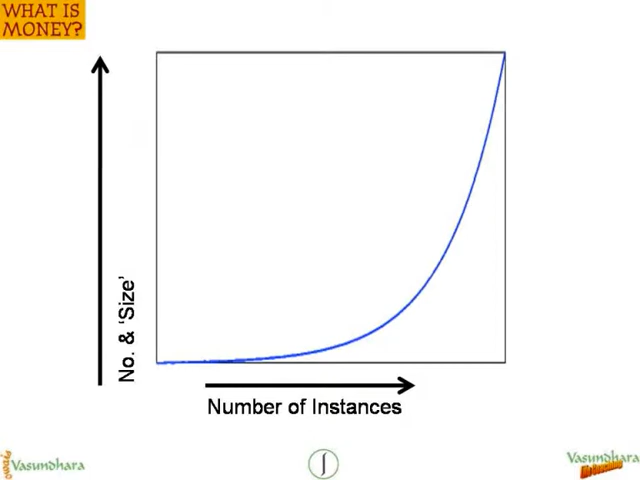 WHAT IS
MONEY?
No. & ‘Size’
Number of Instances
Vasundhara
Vasundhara